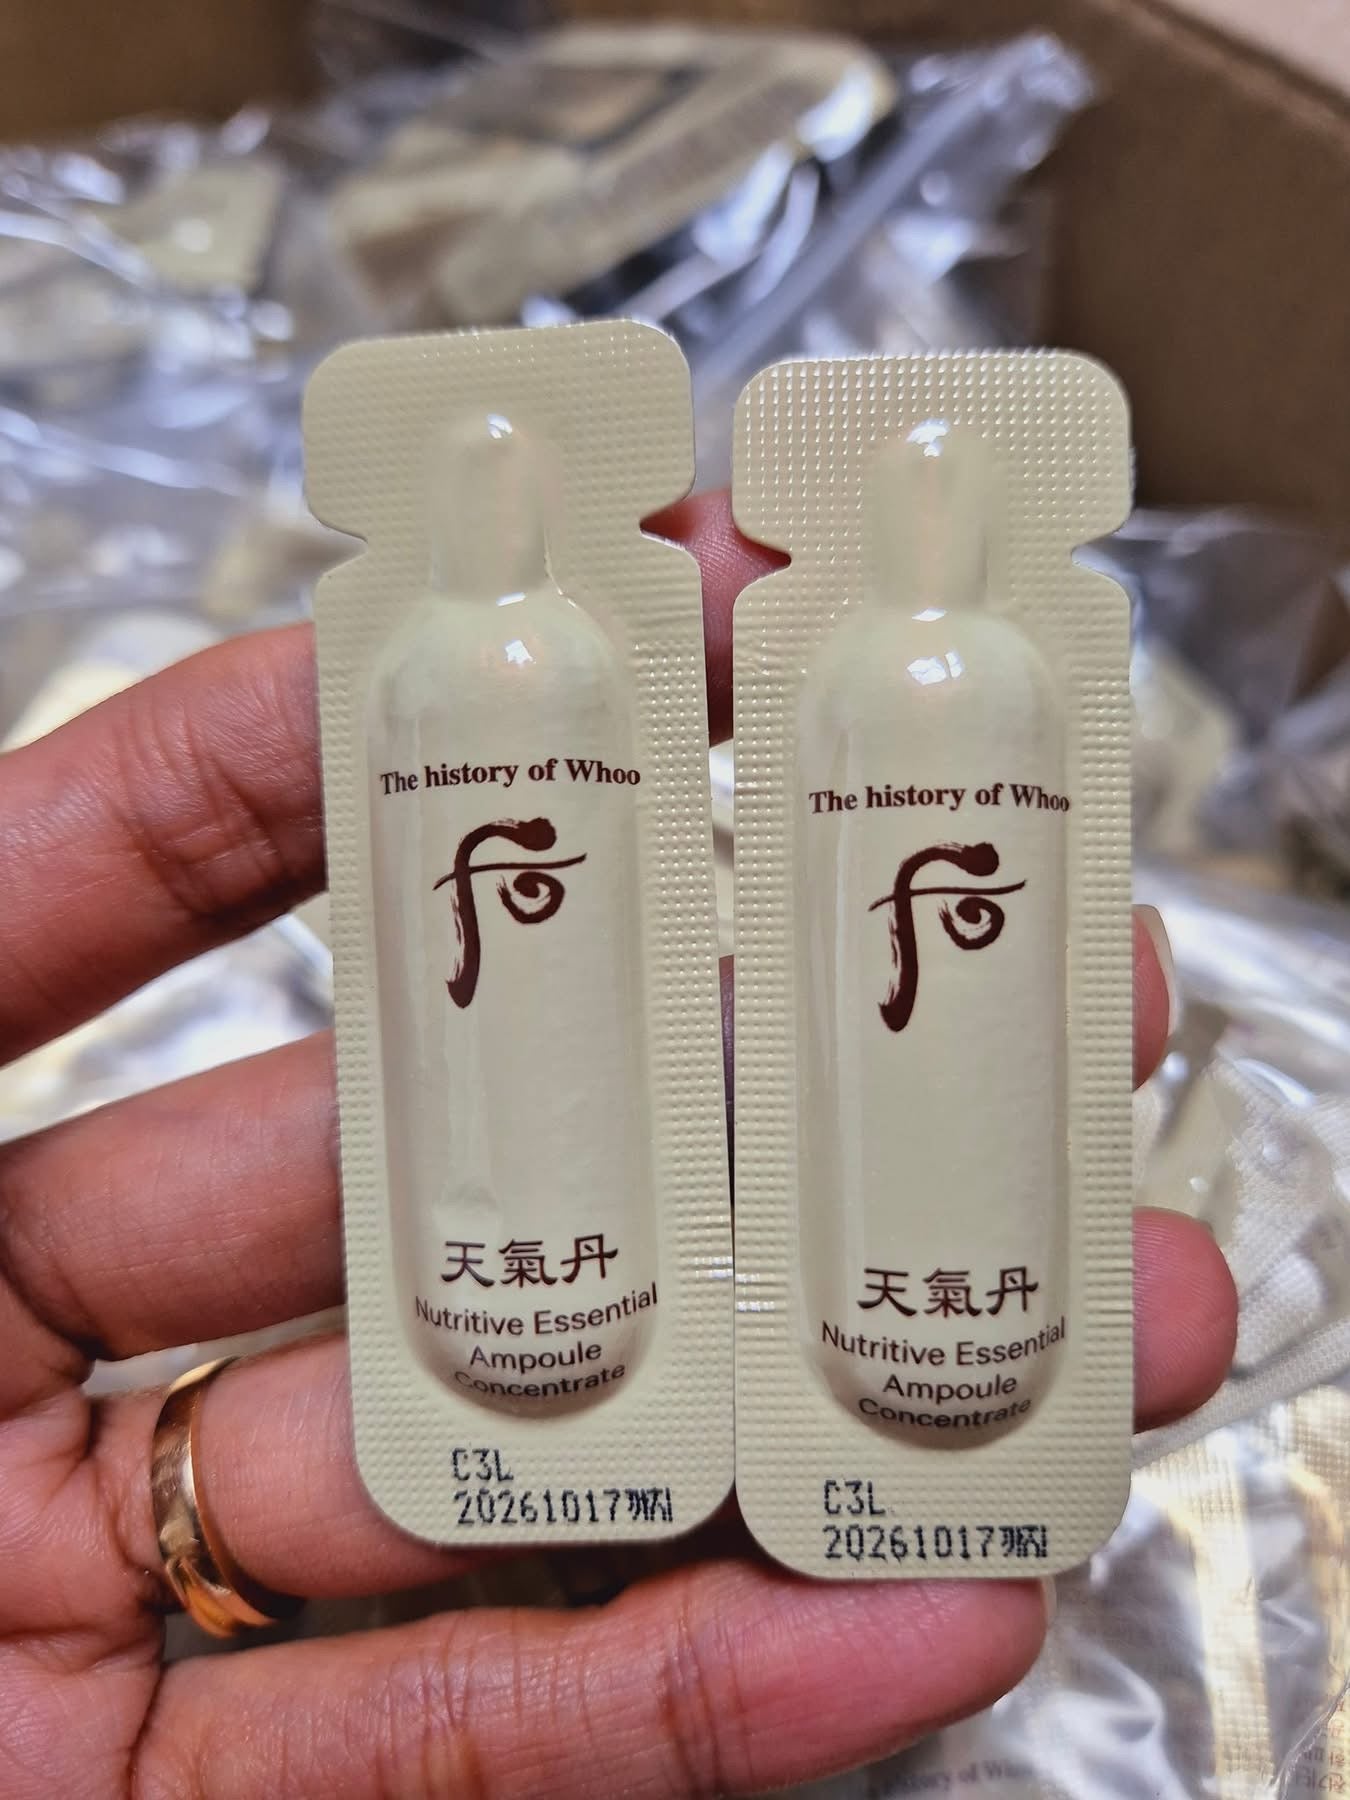 The history of Whoo
后
天氣丹
Nutritive Essential
Ampoule
Concentrate
C3L
20261017까지
The history of Whoo
后
天氣丹
Nutritive Essential
Ampoule
Concentrate
C3L
20261017까지